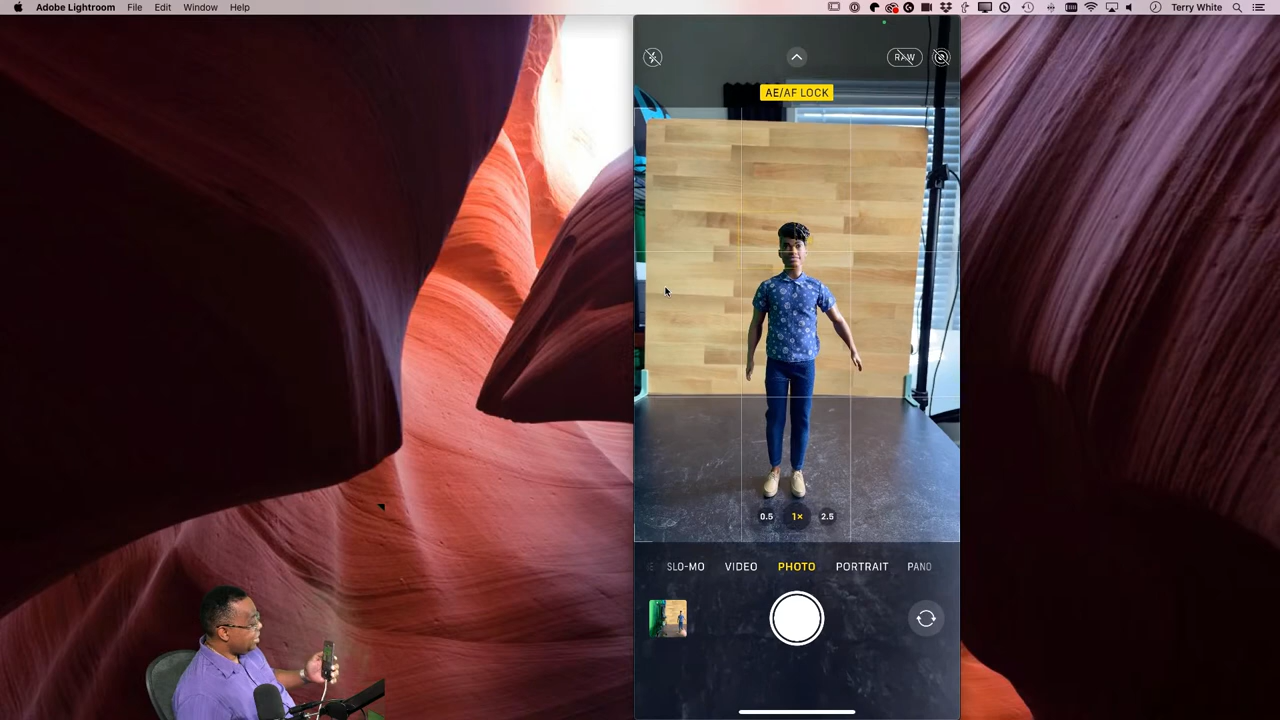 Adobe Lightroom File Edit Window Help Terry White
RAW
AE/AF LOCK
0.5 1× 2.5
SLO-MO VIDEO PHOTO PORTRAIT PANO